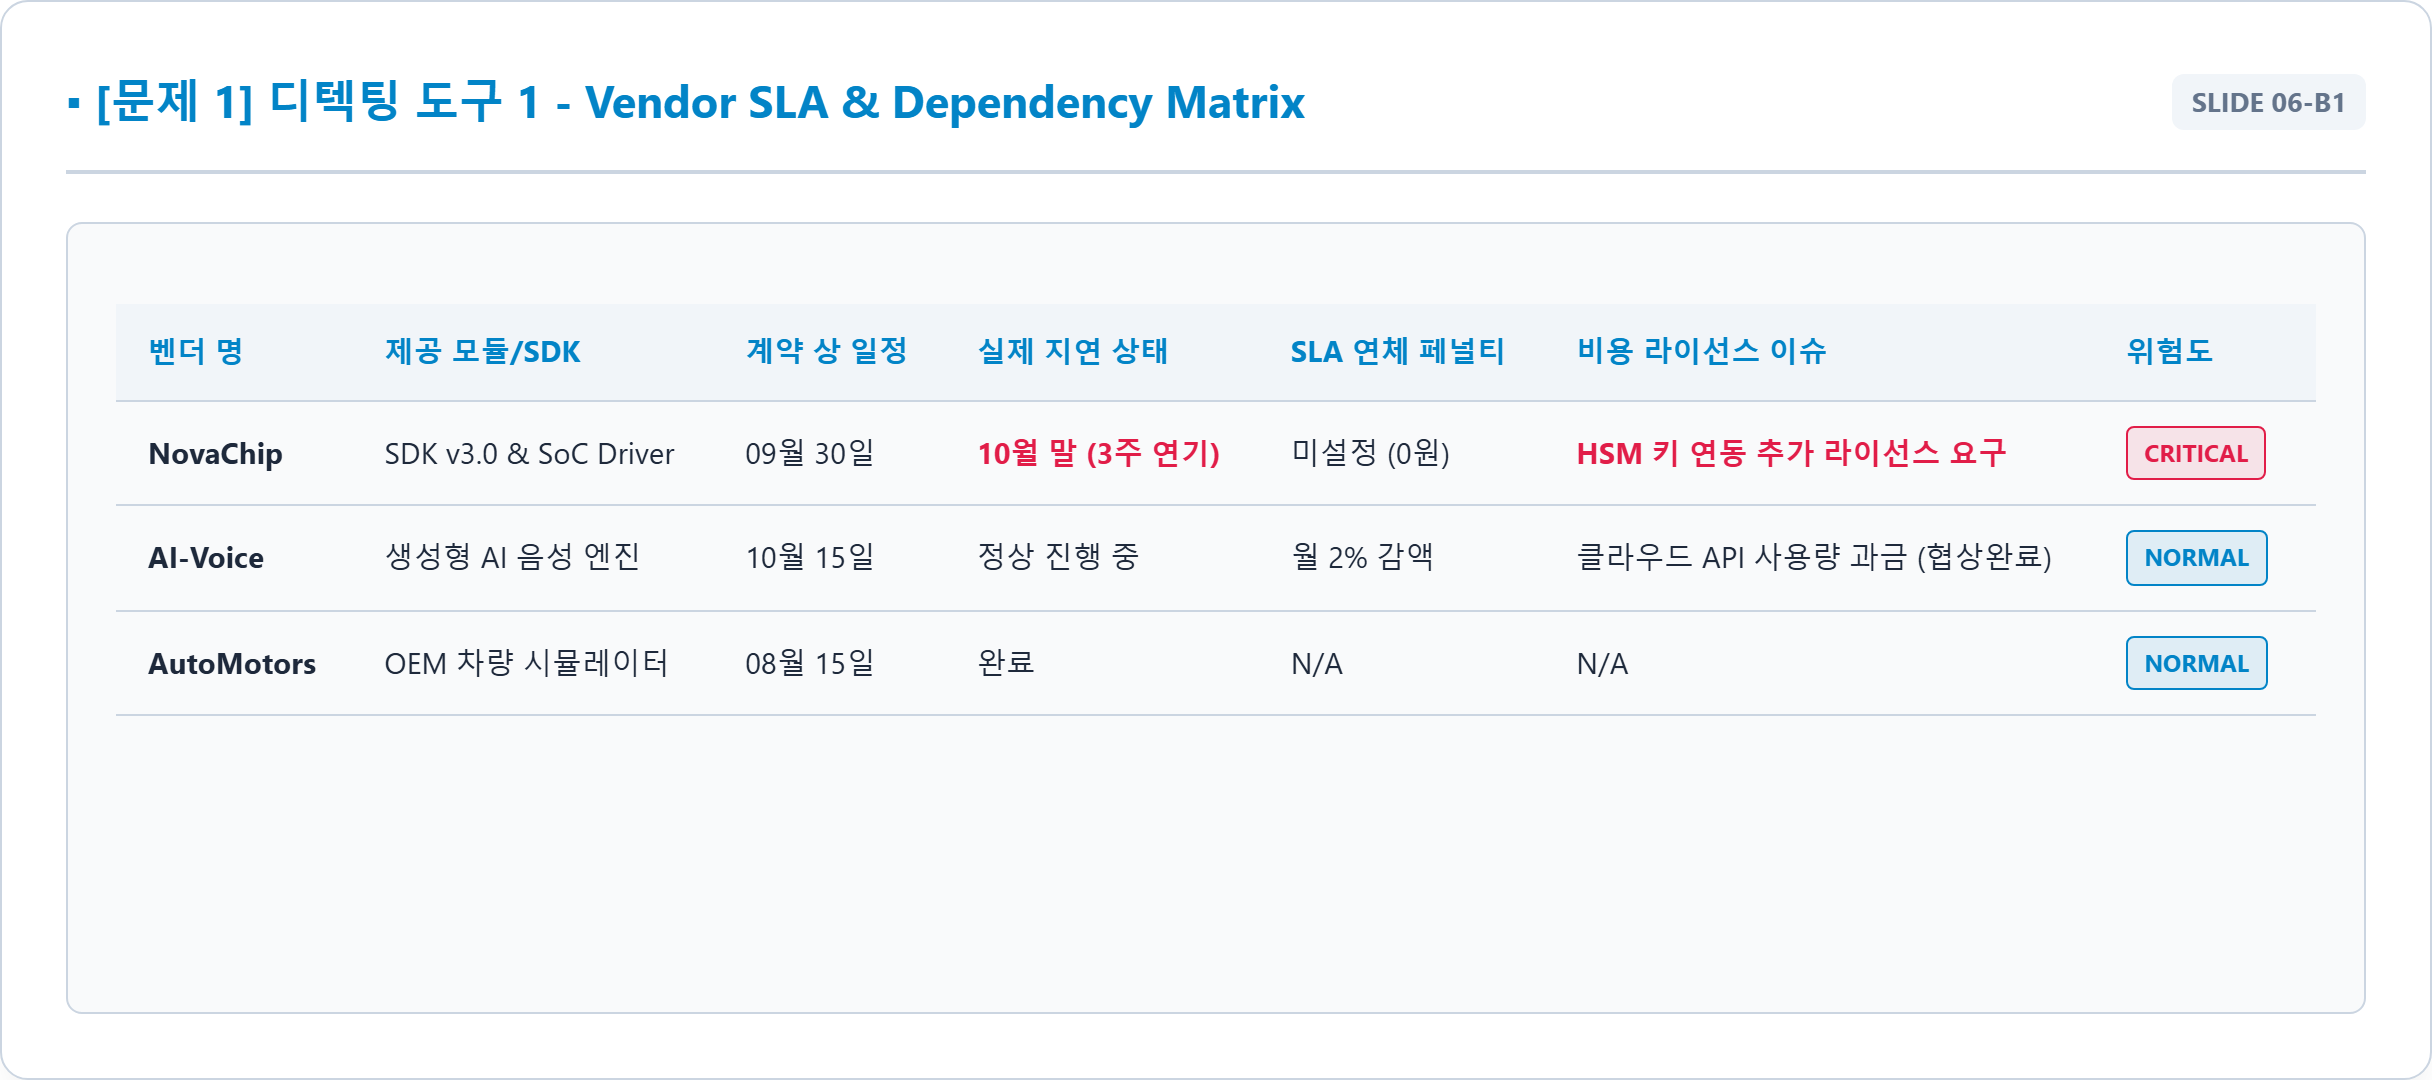 ▪ [문제 1] 디텍팅 도구 1 - Vendor SLA & Dependency Matrix
SLIDE 06-B1
벤더 명 제공 모듈/SDK 계약 상 일정 실제 지연 상태 SLA 연체 페널티 비용 라이선스 이슈 위험도
NovaChip SDK v3.0 & SoC Driver 09월 30일 10월 말 (3주 연기) 미설정 (0원) HSM 키 연동 추가 라이선스 요구 CRITICAL
AI-Voice 생성형 AI 음성 엔진 10월 15일 정상 진행 중 월 2% 감액 클라우드 API 사용량 과금 (협상완료) NORMAL
AutoMotors OEM 차량 시뮬레이터 08월 15일 완료 N/A N/A NORMAL